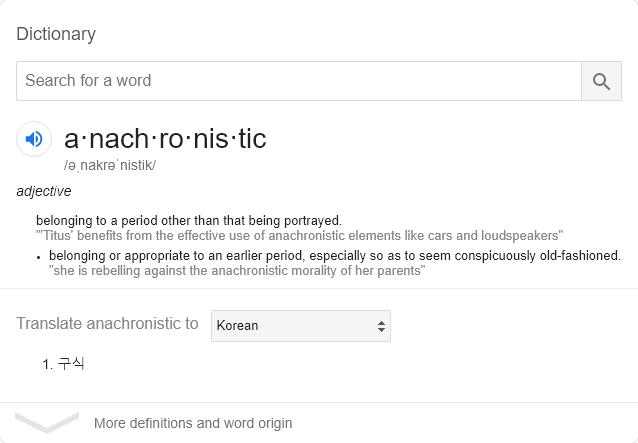 Dictionary
Search for a word
a·nach·ro·nis·tic
/əˌnakrəˈnistik/
adjective
belonging to a period other than that being portrayed.
"'Titus' benefits from the effective use of anachronistic elements like cars and loudspeakers"
• belonging or appropriate to an earlier period, especially so as to seem conspicuously old-fashioned.
"she is rebelling against the anachronistic morality of her parents"
Translate anachronistic to Korean
1. 구식
More definitions and word origin